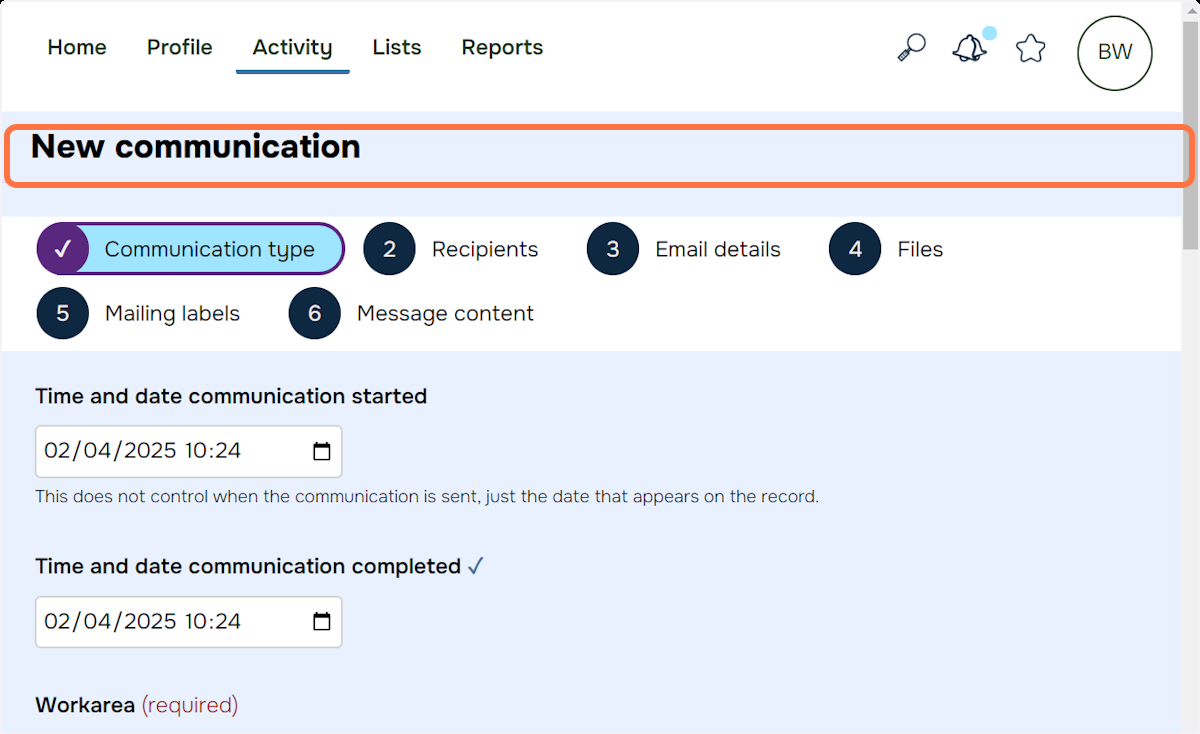 Home Profile Activity Lists Reports BW
New communication
✓ Communication type 2 Recipients 3 Email details 4 Files
5 Mailing labels 6 Message content
Time and date communication started
02/04/2025 10:24
This does not control when the communication is sent, just the date that appears on the record.
Time and date communication completed ✓
02/04/2025 10:24
Workarea (required)